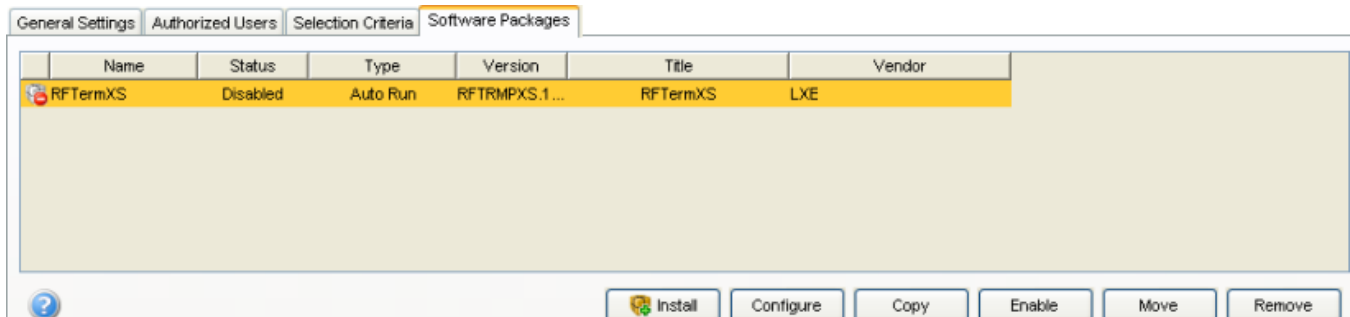 General Settings Authorized Users Selection Criteria Software Packages
Name Status Type Version Title Vendor
RFTermXS Disabled Auto Run RFTRMPXS.1... RFTermXS LXE
Install Configure Copy Enable Move Remove